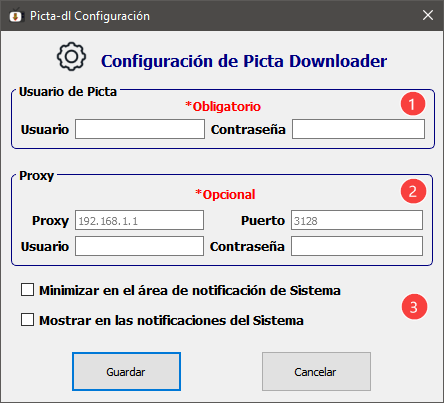 Picta-dl Configuración
Configuración de Picta Downloader
Usuario de Picta
*Obligatorio
1
Usuario Contraseña
Proxy
*Opcional
2
Proxy 192.168.1.1 Puerto 3128
Usuario Contraseña
Minimizar en el área de notificación de Sistema
3
Mostrar en las notificaciones del Sistema
Guardar Cancelar